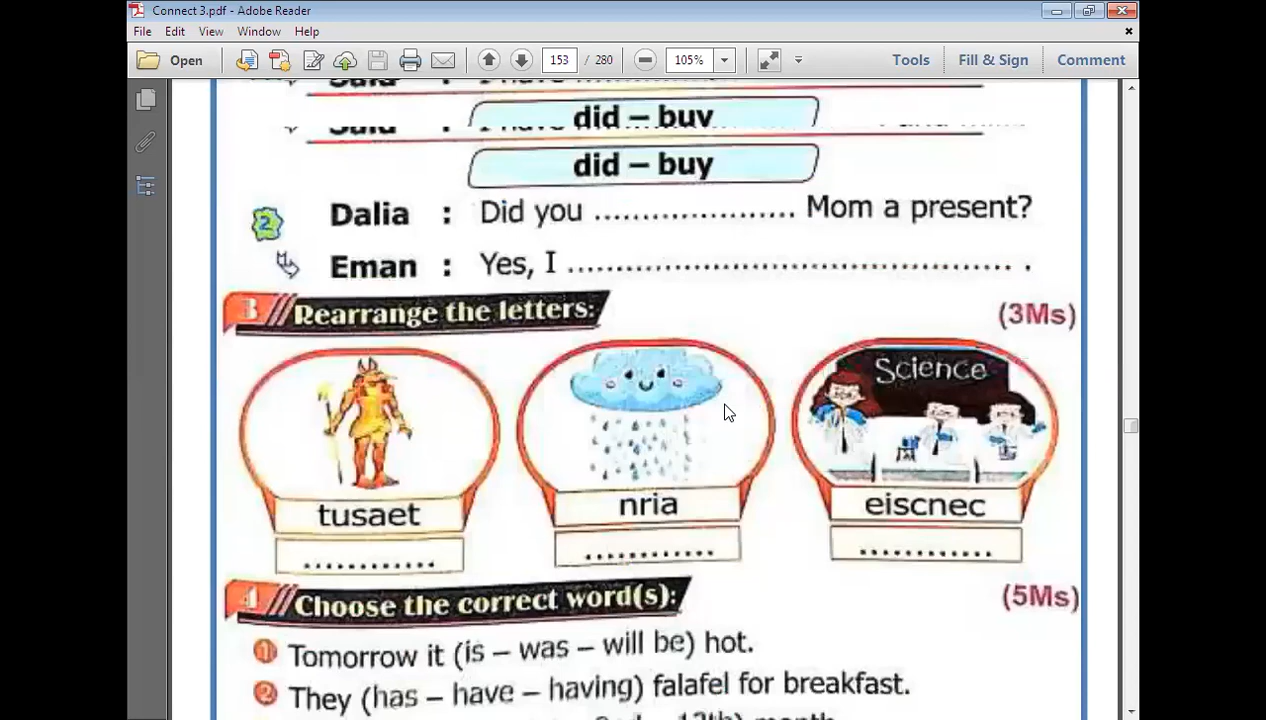 Connect 3.pdf - Adobe Reader
File Edit View Window Help
Open 153 / 280 105% Tools Fill & Sign Comment
did – buy
Said :
did – buy
2 Dalia : Did you .................... Mom a present?
Eman : Yes, I ............................................ .
3 Rearrange the letters: (3Ms)
Science
tusaet nria eiscnec
............. ............. .............
4 Choose the correct word(s): (5Ms)
1 Tomorrow it (is – was – will be) hot.
2 They (has – have – having) falafel for breakfast.
12th) month